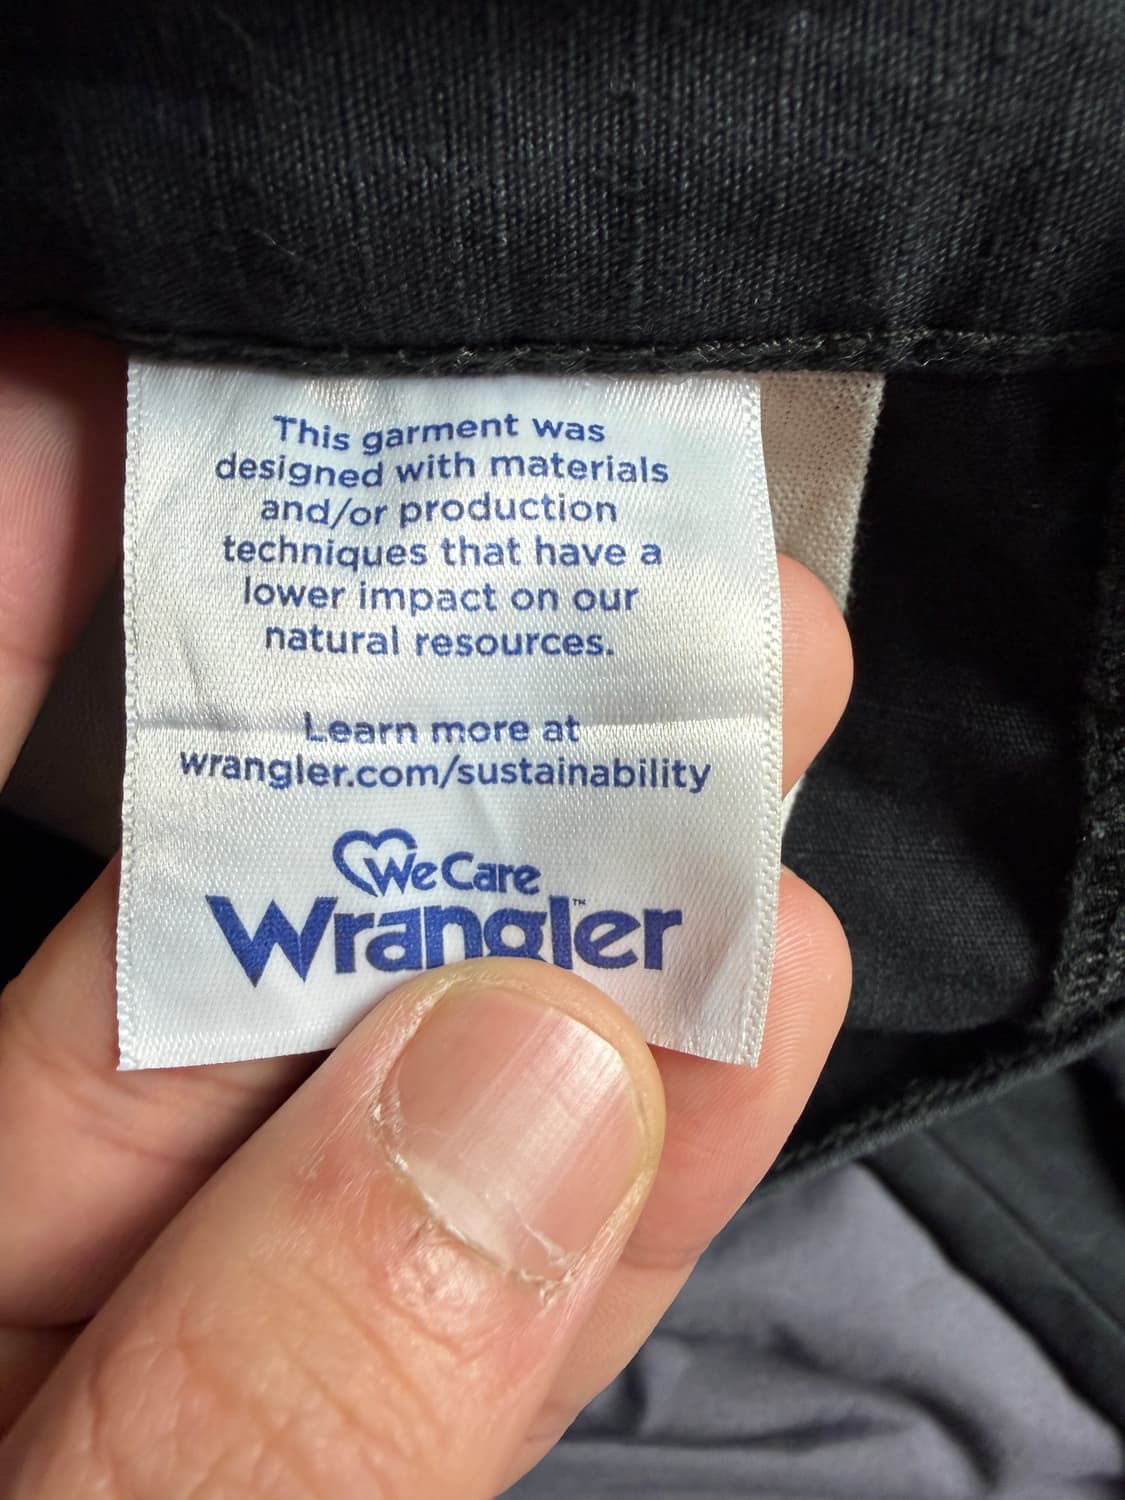 This garment was
designed with materials
and/or production
techniques that have a
lower impact on our
natural resources.
Learn more at
wrangler.com/sustainability
We Care
Wrangler™